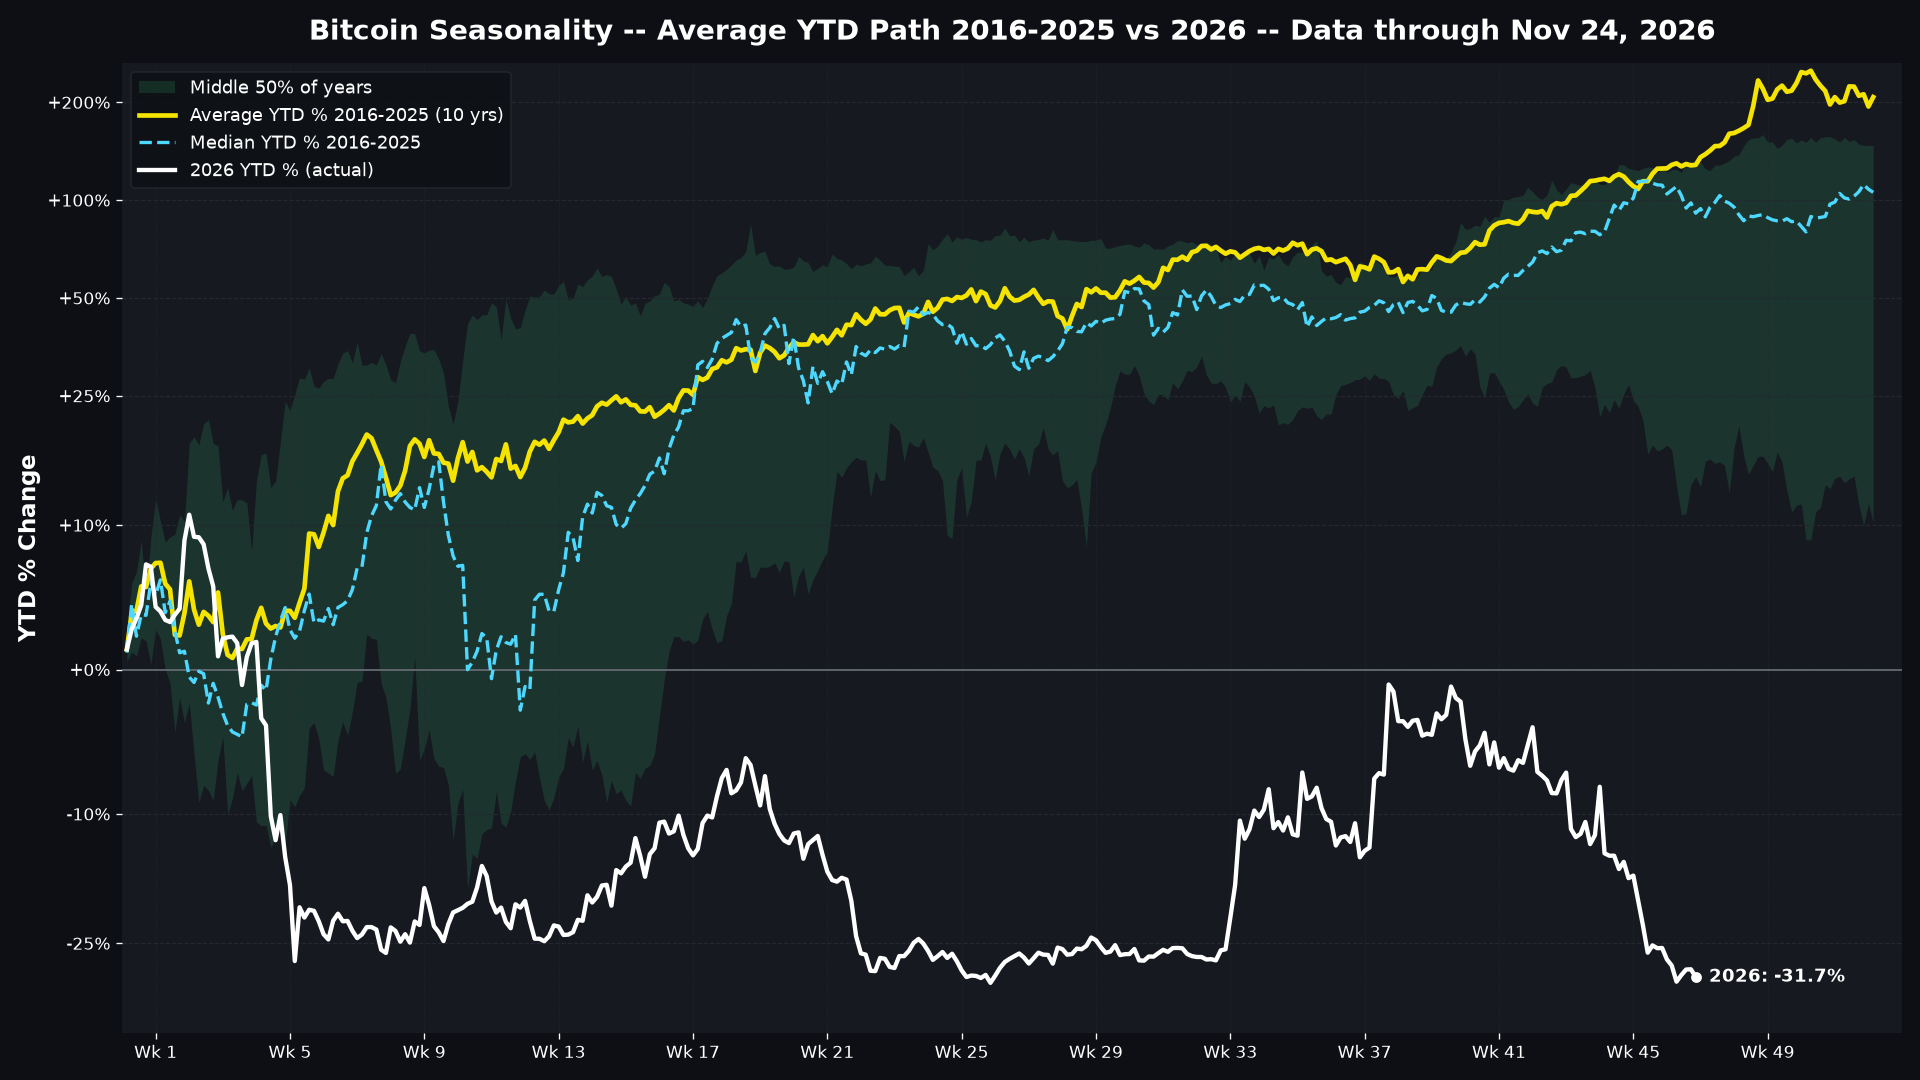 Bitcoin Seasonality -- Average YTD Path 2016-2025 vs 2026 -- Data through Nov 24, 2026
Middle 50% of years
Average YTD % 2016-2025 (10 yrs)
Median YTD % 2016-2025
2026 YTD % (actual)
YTD % Change
+200%
+100%
+50%
+25%
+10%
+0%
-10%
-25%
2026: -31.7%
Wk 1 Wk 5 Wk 9 Wk 13 Wk 17 Wk 21 Wk 25 Wk 29 Wk 33 Wk 37 Wk 41 Wk 45 Wk 49